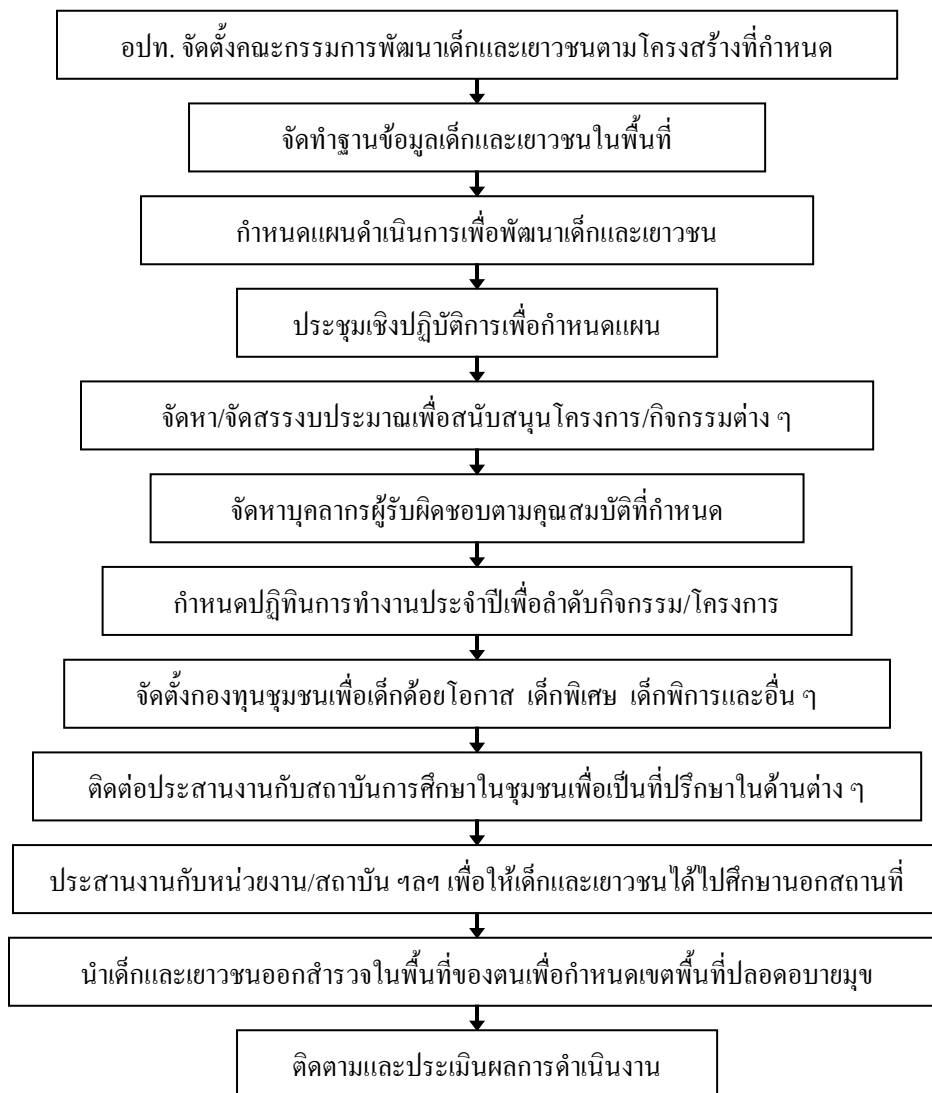 อปท. จัดตั้งคณะกรรมการพัฒนาเด็กและเยาวชนตามโครงสร้างที่กำหนด
จัดทำฐานข้อมูลเด็กและเยาวชนในพื้นที่
กำหนดแผนดำเนินการเพื่อพัฒนาเด็กและเยาวชน
ประชุมเชิงปฏิบัติการเพื่อกำหนดแผน
จัดหา/จัดสรรงบประมาณเพื่อสนับสนุนโครงการ/กิจกรรมต่าง ๆ
จัดหาบุคลากรผู้รับผิดชอบตามคุณสมบัติที่กำหนด
กำหนดปฏิทินการทำงานประจำปีเพื่อลำดับกิจกรรม/โครงการ
จัดตั้งกองทุนชุมชนเพื่อเด็กด้อยโอกาส เด็กพิเศษ เด็กพิการและอื่น ๆ
ติดต่อประสานงานกับสถาบันการศึกษาในชุมชนเพื่อเป็นที่ปรึกษาในด้านต่าง ๆ
ประสานงานกับหน่วยงาน/สถาบัน ฯลฯ เพื่อให้เด็กและเยาวชนได้ไปศึกษานอกสถานที่
นำเด็กและเยาวชนออกสำรวจในพื้นที่ของตนเพื่อกำหนดเขตพื้นที่ปลอดอบายมุข
ติดตามและประเมินผลการดำเนินงาน